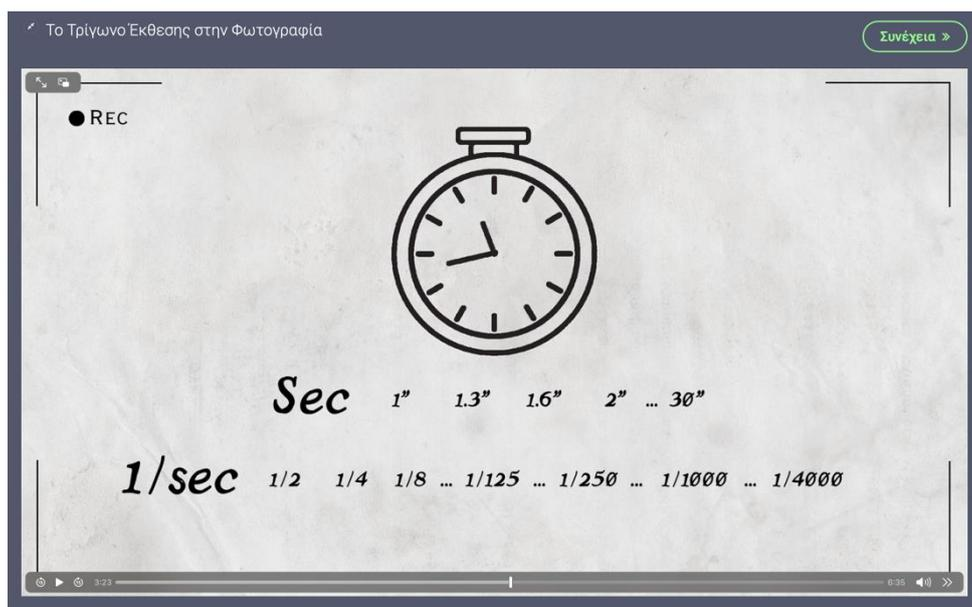 Το Τρίγωνο Έκθεσης στην Φωτογραφία
Συνέχεια »
REC
Sec 1” 1.3” 1.6” 2” ... 30”
1/sec 1/2 1/4 1/8 ... 1/125 ... 1/250 ... 1/1000 ... 1/4000
3:23 6:35